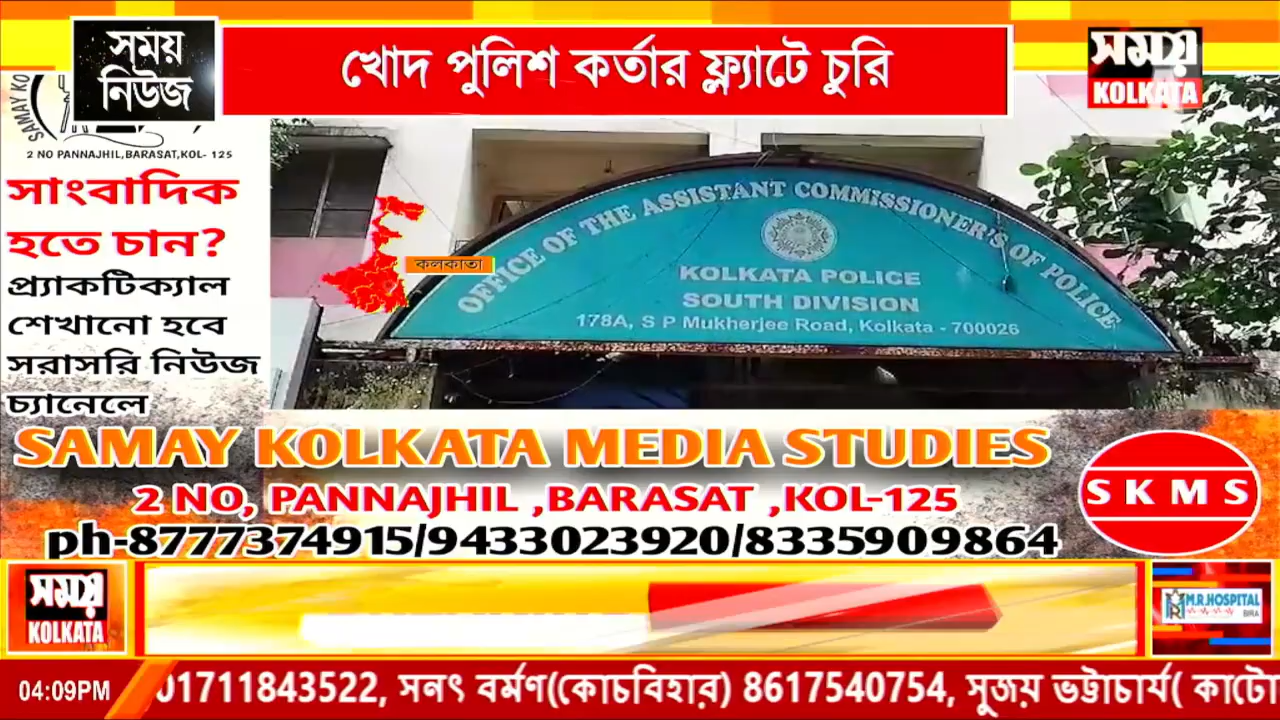 সময়
নিউজ
খোদ পুলিশ কর্তার ফ্ল্যাটে চুরি
সময়
KOLKATA
SAMAY KO
2 NO PANNAJHIL,BARASAT,KOL- 125
সাংবাদিক
হতে চান?
প্র্যাকটিক্যাল
শেখানো হবে
সরাসরি নিউজ
চ্যানেলে
কলকাতা
OFFICE OF THE ASSISTANT COMMISSIONER'S OF POLICE
KOLKATA POLICE
SOUTH DIVISION
178A, S P Mukherjee Road, Kolkata - 700026
SAMAY KOLKATA MEDIA STUDIES
2 NO, PANNAJHIL ,BARASAT ,KOL-125
ph-8777374915/9433023920/8335909864
S K M S
সময়
KOLKATA
M.R.HOSPITAL
BIRA
04:09PM
01711843522, সনৎ বর্মণ((কোচবিহার) 8617540754, সুজয় ভট্টাচার্য( কাটো